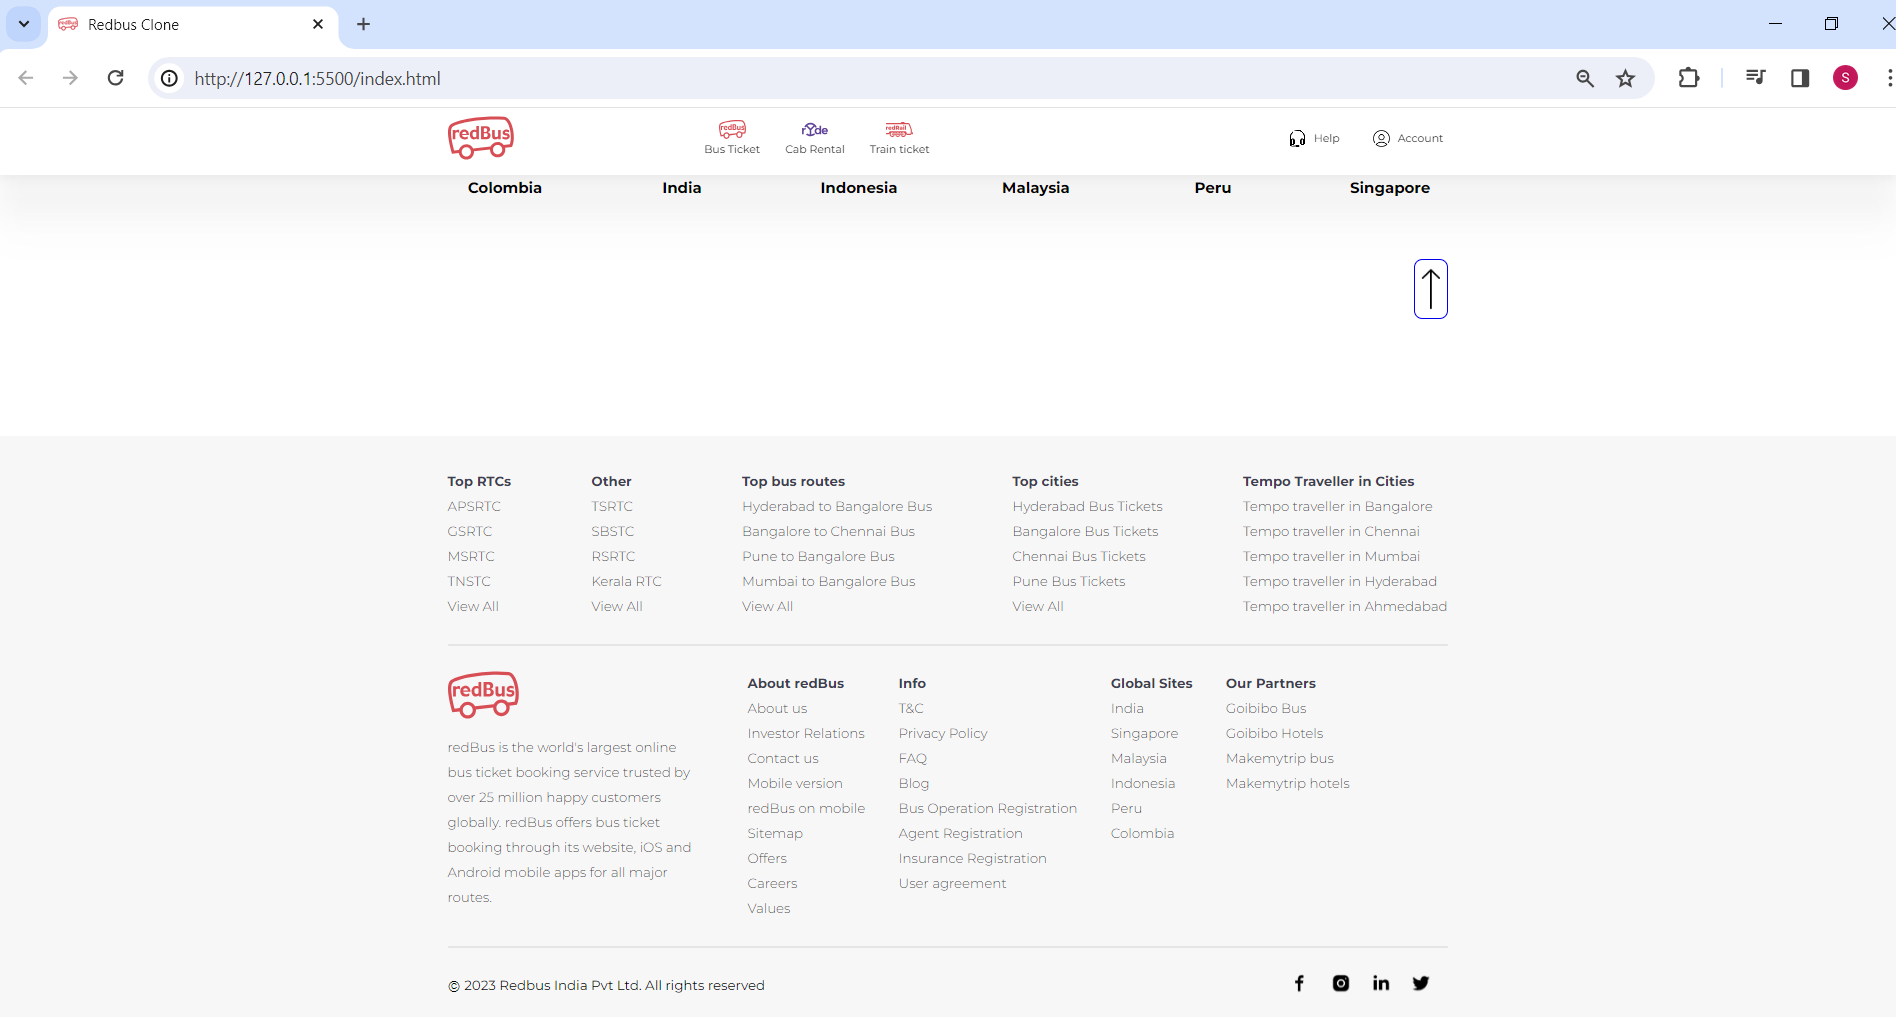 Redbus Clone
http://127.0.0.1:5500/index.html
S
redBus
redBus
Bus Ticket
rYde
Cab Rental
redRail
Train ticket
Help
Account
Colombia India Indonesia Malaysia Peru Singapore
Top RTCs
APSRTC
GSRTC
MSRTC
TNSTC
View All
Other
TSRTC
SBSTC
RSRTC
Kerala RTC
View All
Top bus routes
Hyderabad to Bangalore Bus
Bangalore to Chennai Bus
Pune to Bangalore Bus
Mumbai to Bangalore Bus
View All
Top cities
Hyderabad Bus Tickets
Bangalore Bus Tickets
Chennai Bus Tickets
Pune Bus Tickets
View All
Tempo Traveller in Cities
Tempo traveller in Bangalore
Tempo traveller in Chennai
Tempo traveller in Mumbai
Tempo traveller in Hyderabad
Tempo traveller in Ahmedabad
redBus
redBus is the world's largest online
bus ticket booking service trusted by
over 25 million happy customers
globally. redBus offers bus ticket
booking through its website, iOS and
Android mobile apps for all major
routes.
About redBus
About us
Investor Relations
Contact us
Mobile version
redBus on mobile
Sitemap
Offers
Careers
Values
Info
T&C
Privacy Policy
FAQ
Blog
Bus Operation Registration
Agent Registration
Insurance Registration
User agreement
Global Sites
India
Singapore
Malaysia
Indonesia
Peru
Colombia
Our Partners
Goibibo Bus
Goibibo Hotels
Makemytrip bus
Makemytrip hotels
© 2023 Redbus India Pvt Ltd. All rights reserved